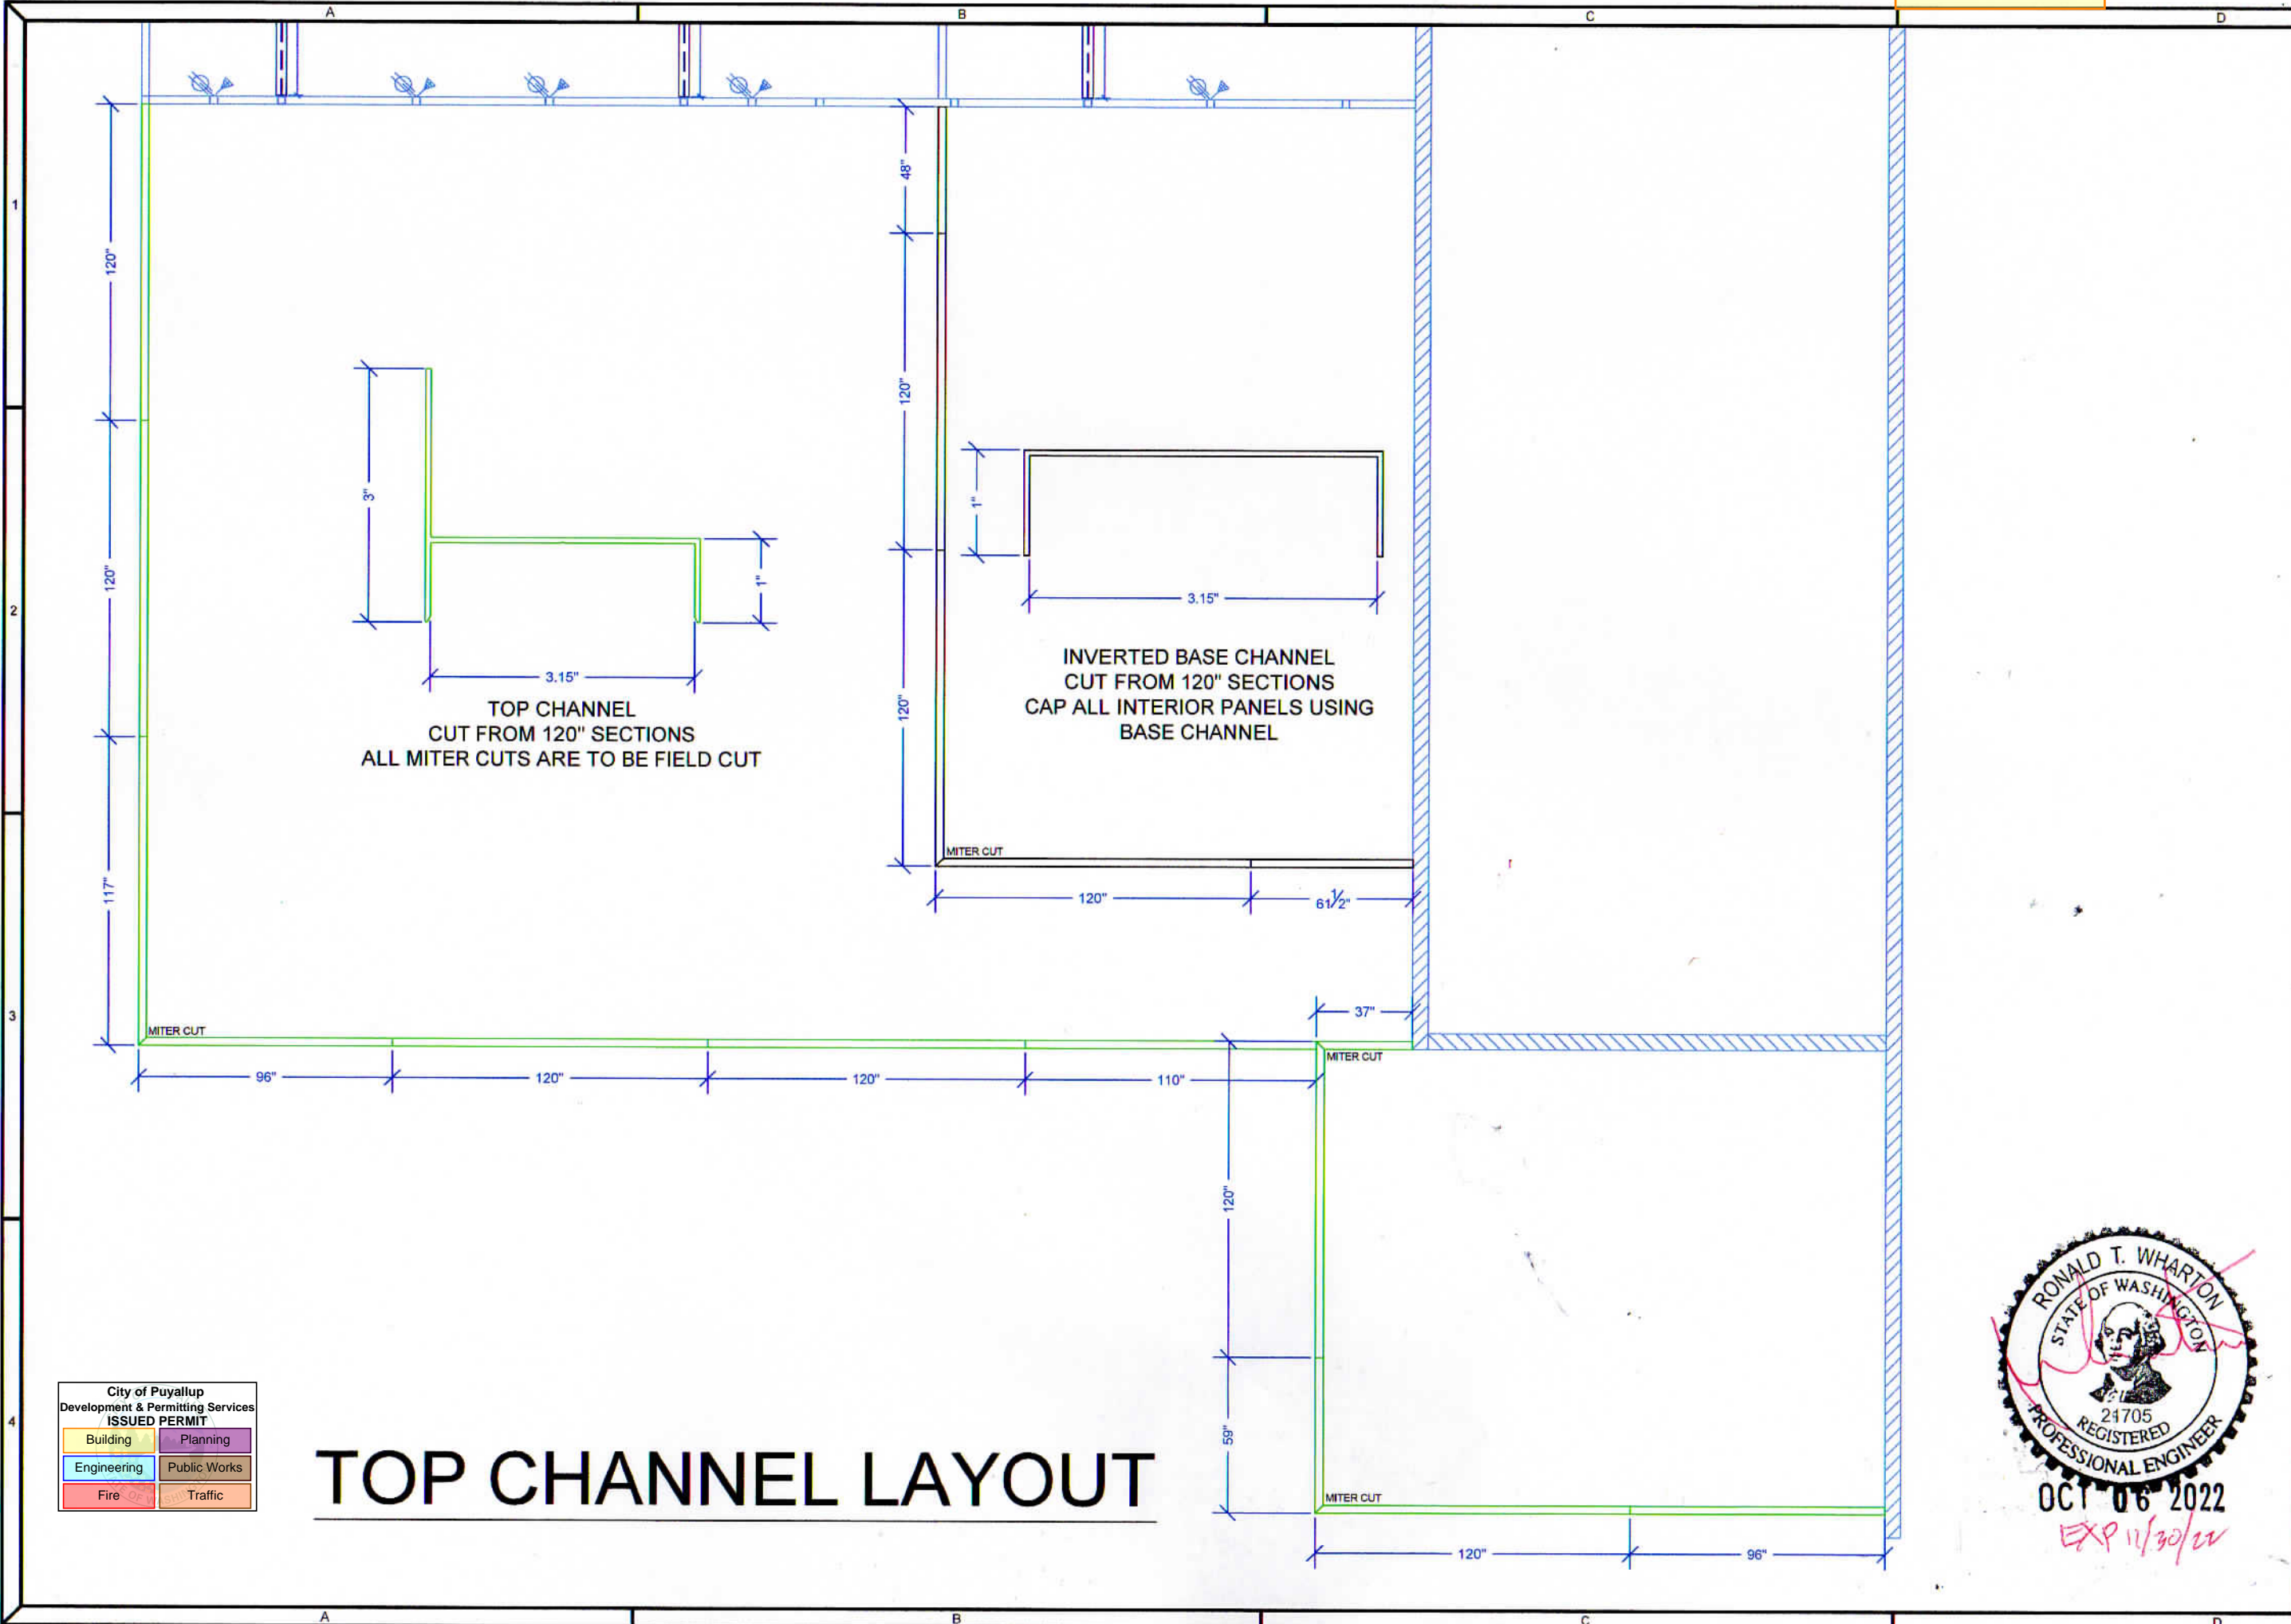 A
B
C
D
1
2
3
4
48"
120"
120"
120"
120"
117"
120"
3"
1"
3.15"
TOP CHANNEL
CUT FROM 120" SECTIONS
ALL MITER CUTS ARE TO BE FIELD CUT
1"
3.15"
INVERTED BASE CHANNEL
CUT FROM 120" SECTIONS
CAP ALL INTERIOR PANELS USING
BASE CHANNEL
MITER CUT
120"
61 1/2"
37"
MITER CUT
MITER CUT
96"
120"
120"
110"
120"
59"
MITER CUT
120"
96"
City of Puyallup
Development & Permitting Services
ISSUED PERMIT
Building Planning
Engineering Public Works
Fire Traffic
TOP CHANNEL LAYOUT
RONALD T. WHARTON
STATE OF WASHINGTON
21705
REGISTERED
PROFESSIONAL ENGINEER
OCT 06 2022
EXP 11/30/22
A
B
C
D